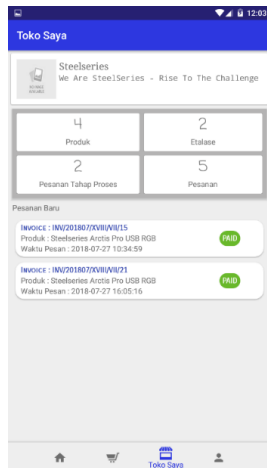 12:03
Toko Saya
Steelseries
We Are SteelSeries - Rise To The Challenge
4
Produk
2
Etalase
2
Pesanan Tahap Proses
5
Pesanan
Pesanan Baru
INVOICE : INV/201807/XVIII/VII/15
Produk : Steelseries Arctis Pro USB RGB
Waktu Pesan : 2018-07-27 10:34:59
PAID
INVOICE : INV/201807/XVIII/VII/21
Produk : Steelseries Arctis Pro USB RGB
Waktu Pesan : 2018-07-27 16:05:16
PAID
Toko Saya